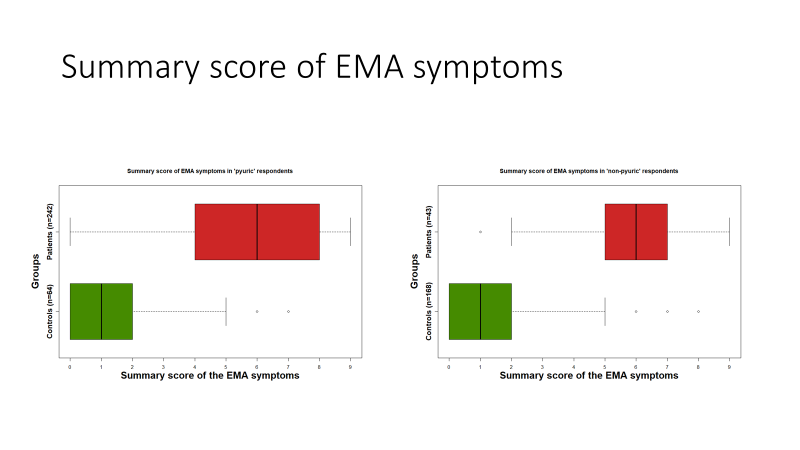 Summary score of EMA symptoms
Summary score of EMA symptoms in 'pyuric' respondents
Groups
Patients (n=242)
Controls (n=64)
0 1 2 3 4 5 6 7 8 9
Summary score of the EMA symptoms
Summary score of EMA symptoms in 'non-pyuric' respondents
Groups
Patients (n=43)
Controls (n=168)
0 1 2 3 4 5 6 7 8 9
Summary score of the EMA symptoms